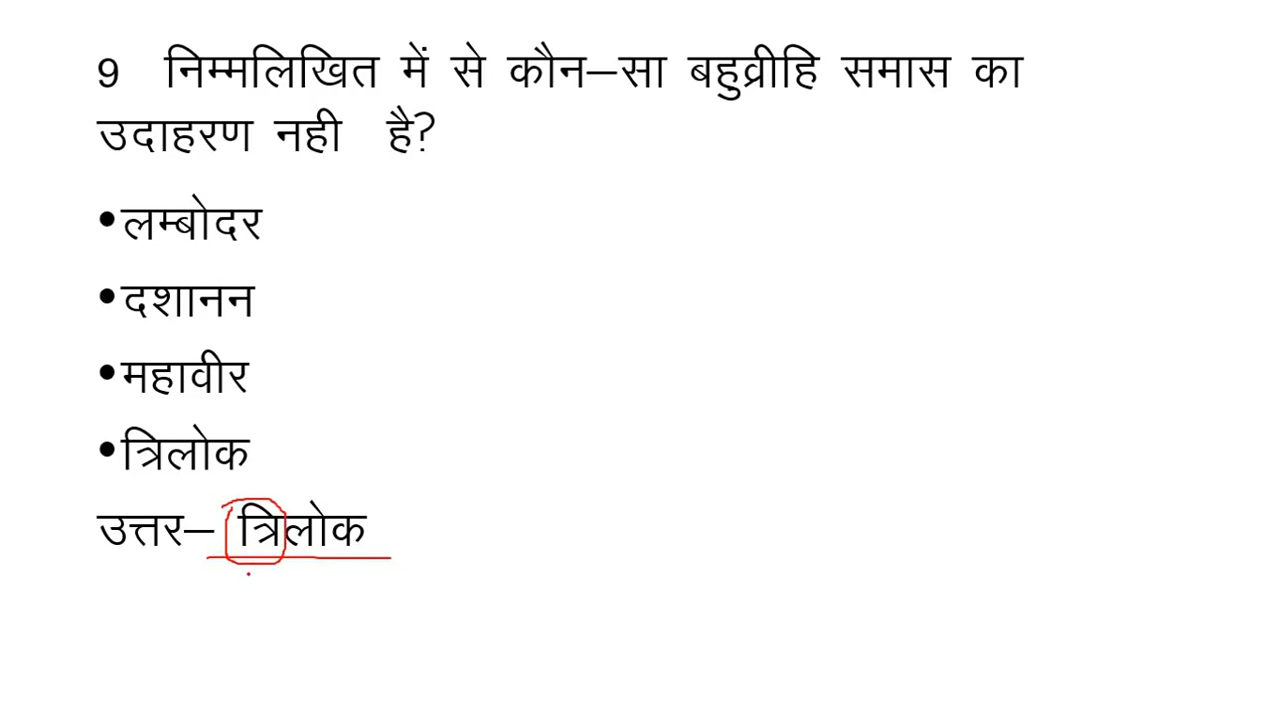 9 निम्मलिखित में से कौन–सा बहुव्रीहि समास का
उदाहरण नही है?
•लम्बोदर
•दशानन
•महावीर
•त्रिलोक
उत्तर– त्रिलोक